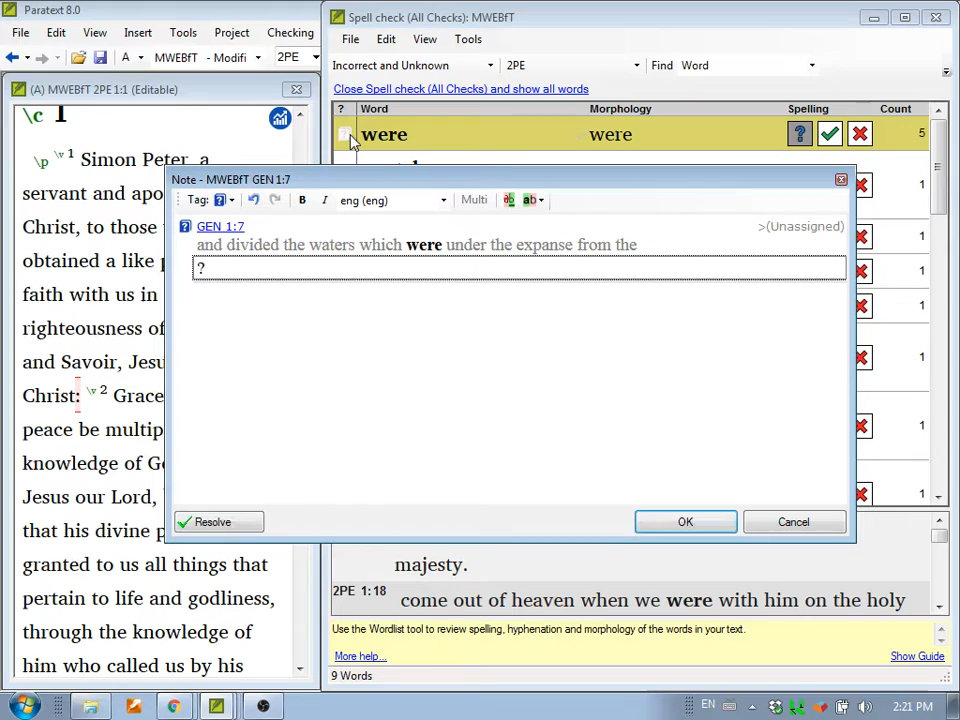 Paratext 9.0
File Edit View Insert Tools Project Checking
A MWEBfT - Modifi 2PE
(A) MWEBfT 2PE 1:1 (Editable)
\c 1
\p \v 1 Simon Peter, a
servant and apo
Christ, to those
obtained a like p
faith with us in
righteousness of
and Savoir, Jesu
Christ: \v 2 Grace
peace be multip
knowledge of Go
Jesus our Lord,
that his divine p
granted to us all things that
pertain to life and godliness,
through the knowledge of
him who called us by his
Spell check (All Checks): MWEBfT
File Edit View Tools
Incorrect and Unknown 2PE Find Word
Close Spell check (All Checks) and show all words
? Word Morphology Spelling Count
were were ? 5
1
1
1
1
1
1
1
Note - MWEBfT GEN 1:7
Tag: ? B I eng (eng) Multi ab ab
? GEN 1:7 >(Unassigned)
and divided the waters which were under the expanse from the
?
Resolve OK Cancel
majesty.
2PE 1:18 come out of heaven when we were with him on the holy
Use the Wordlist tool to review spelling, hyphenation and morphology of the words in your text.
More help... Show Guide
9 Words
EN 2:21 PM